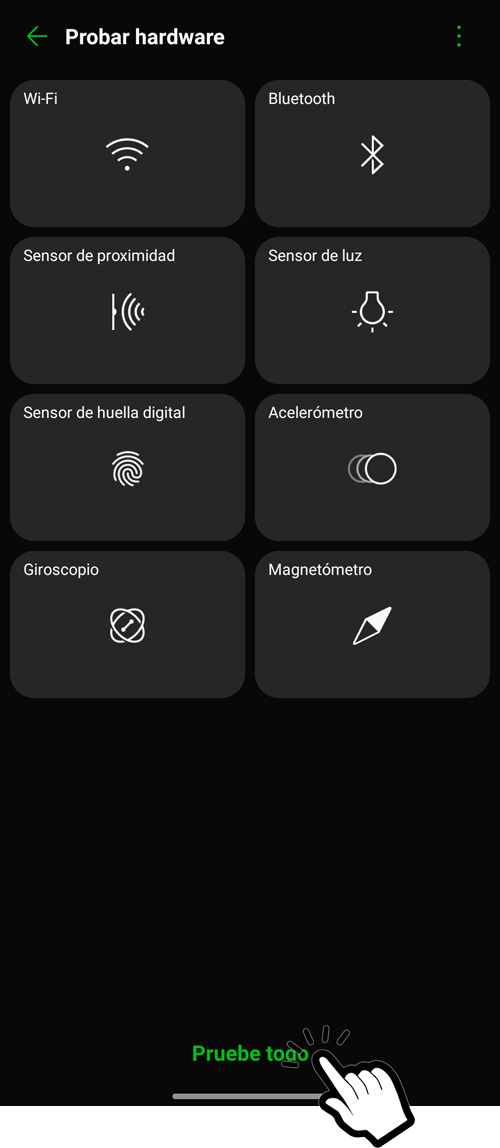 Probar hardware
Wi-Fi
Bluetooth
Sensor de proximidad
Sensor de luz
Sensor de huella digital
Acelerómetro
Giroscopio
Magnetómetro
Pruebe todo